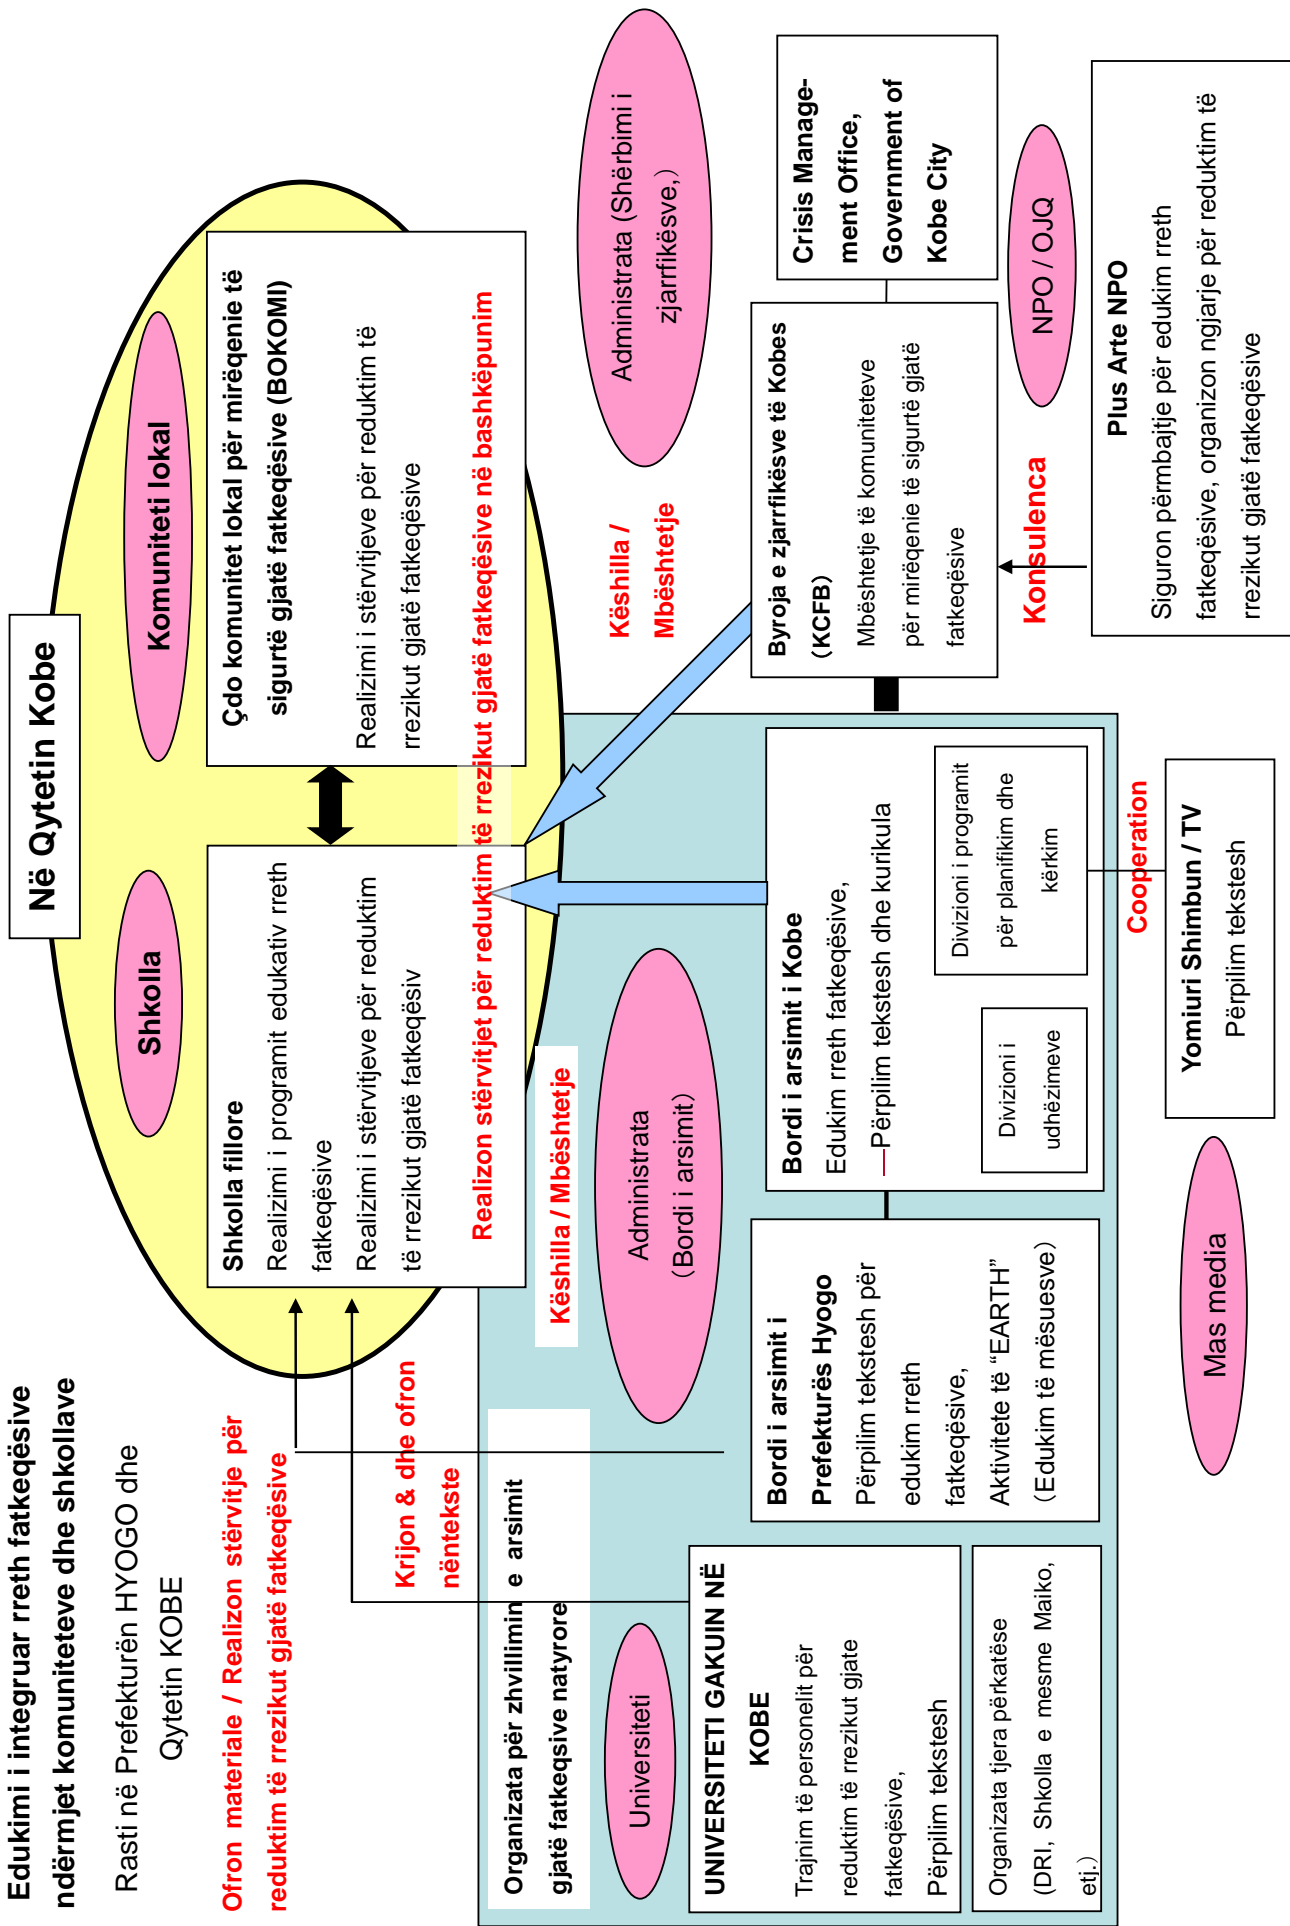 Edukimi i integruar rreth fatkeqësive
ndërmjet komuniteteve dhe shkollave
Rasti në Prefekturën HYOGO dhe
Qytetin KOBE
Në Qytetin Kobe
Shkolla
Komuniteti lokal
Ofron materiale / Realizon stërvitje për
reduktim të rrezikut gjatë fatkeqësive
Shkolla fillore
Realizimi i programit edukativ rreth
fatkeqësive
Realizimi i stërvitjeve për reduktim
të rrezikut gjatë fatkeqësiv
Çdo komunitet lokal për mirëqenie të
sigurtë gjatë fatkeqësive (BOKOMI)
Realizimi i stërvitjeve për reduktim të
rrezikut gjatë fatkeqësive
Realizon stërvitjet për reduktim të rrezikut gjatë fatkeqësive në bashkëpunim
Krijon & dhe ofron
nëntekste
Organizata për zhvillimin e arsimit
gjatë fatkeqsive natyrore
Këshilla / Mbështetje
Këshilla /
Mbështetje
Administrata (Shërbimi i
zjarrfikësve,)
Universiteti
Administrata
(Bordi i arsimit)
UNIVERSITETI GAKUIN NË
KOBE
Trajnim të personelit për
reduktim të rrezikut gjate
fatkeqësive,
Përpilim tekstesh
Organizata tjera përkatëse
(DRI, Shkolla e mesme Maiko,
etj.)
Bordi i arsimit i
Prefekturës Hyogo
Përpilim tekstesh për
edukim rreth
fatkeqësive,
Aktivitete të “EARTH”
(Edukim të mësuesve)
Bordi i arsimit i Kobe
Edukim rreth fatkeqësive,
Përpilim tekstesh dhe kurikula
Divizioni i
udhëzimeve
Divizioni i programit
për planifikim dhe
kërkim
Byroja e zjarrfikësve të Kobes
(KCFB)
Mbështetje të komuniteteve
për mirëqenie të sigurtë gjatë
fatkeqësive
Crisis Manage-
ment Office,
Government of
Kobe City
NPO / OJQ
Konsulenca
Plus Arte NPO
Siguron përmbajtje për edukim rreth
fatkeqësive, organizon ngjarje për reduktim të
rrezikut gjatë fatkeqësive
Cooperation
Mas media
Yomiuri Shimbun / TV
Përpilim tekstesh